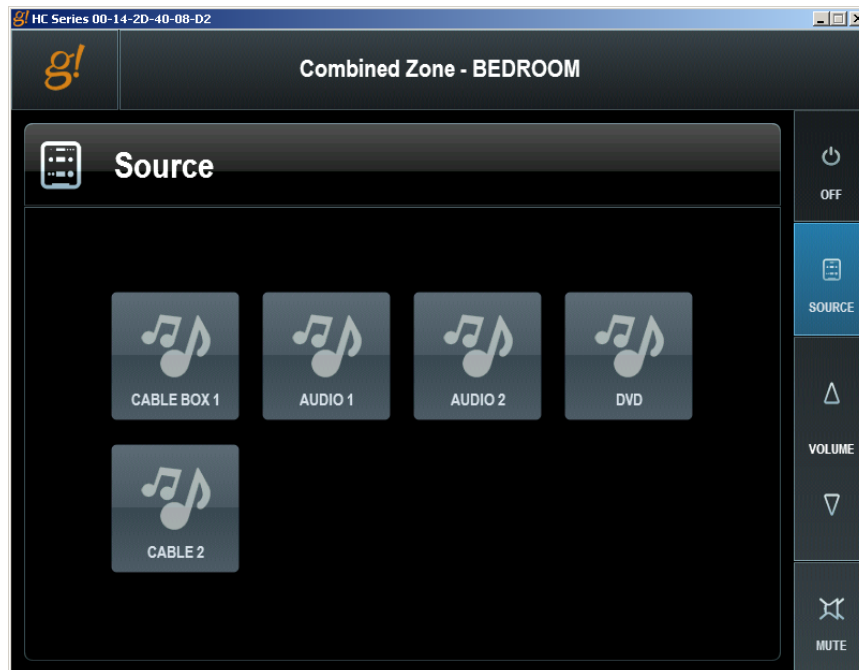 g! HC Series 00-14-2D-40-08-D2
g!
Combined Zone - BEDROOM
Source
CABLE BOX 1
AUDIO 1
AUDIO 2
DVD
CABLE 2
OFF
SOURCE
VOLUME
MUTE